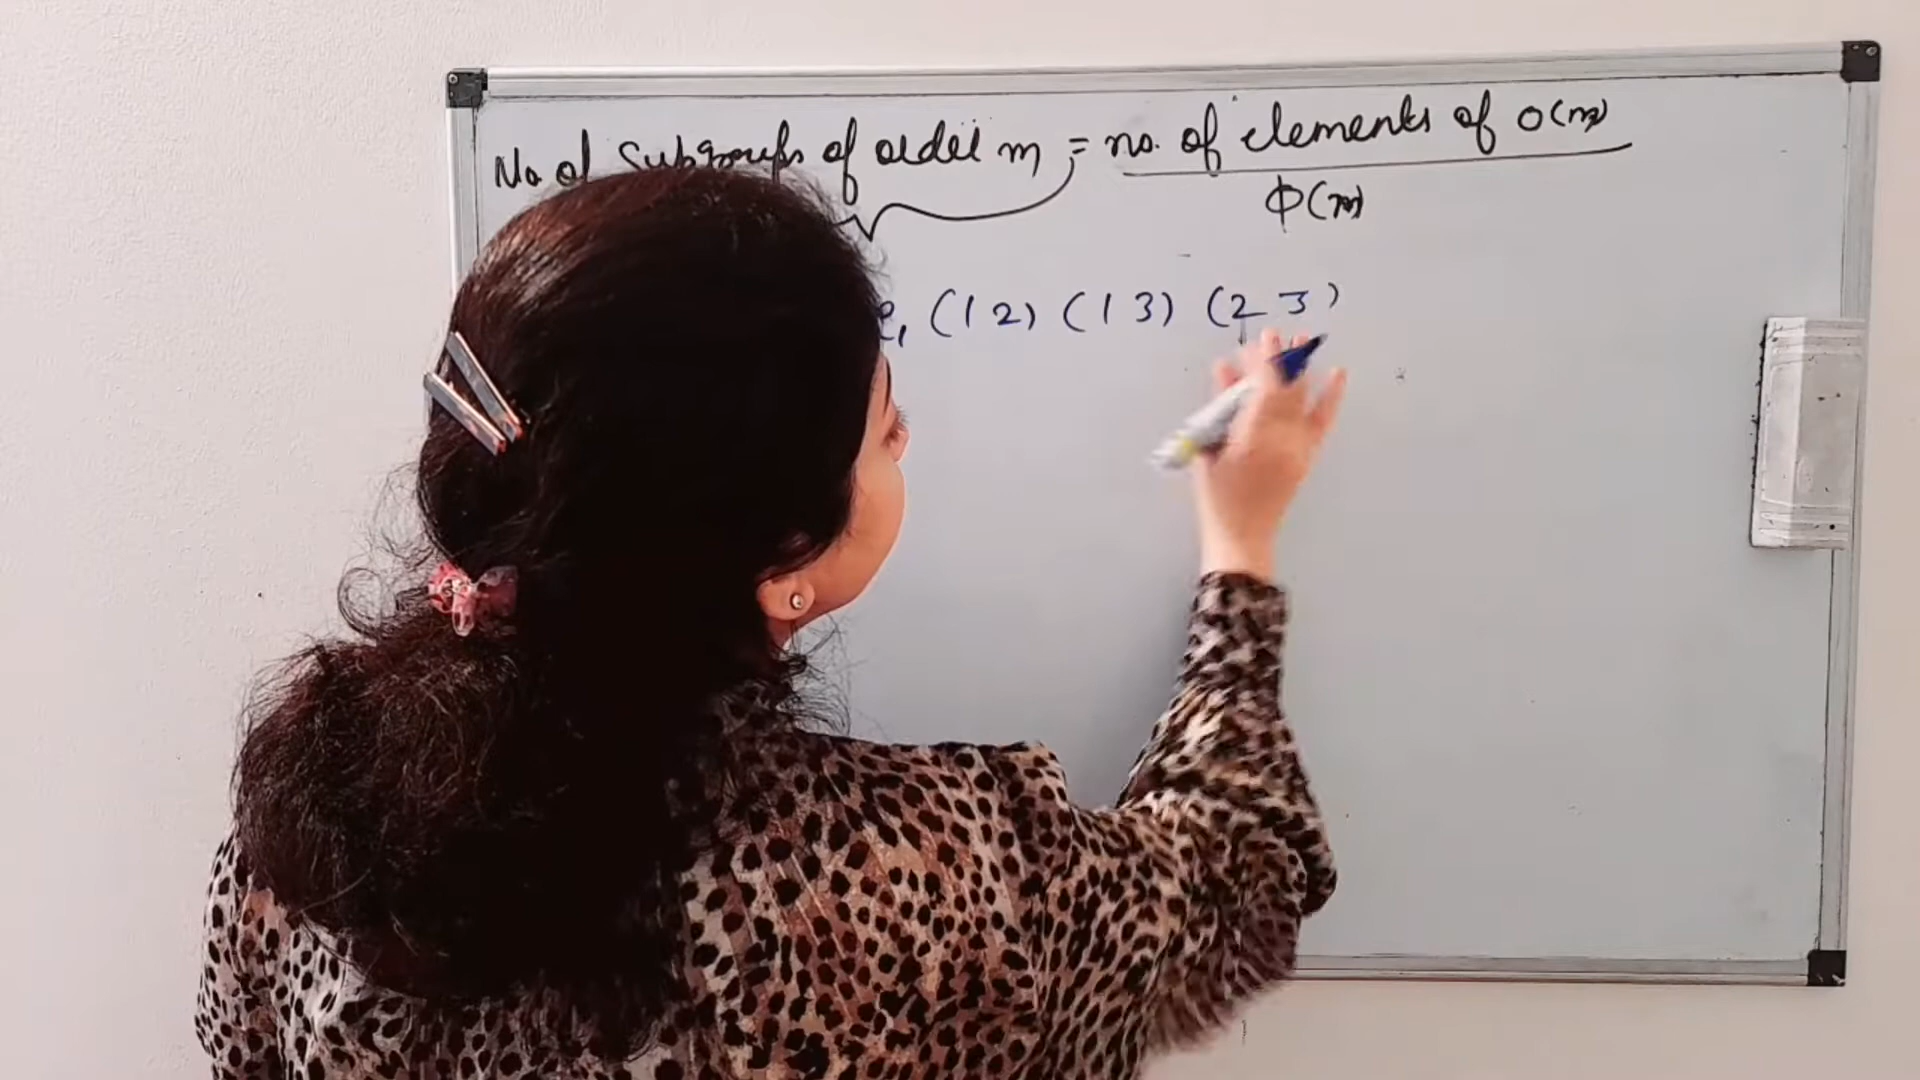 No of Subgroups of order m = no. of elements of O(m)
ϕ(m)
e, (1 2) (1 3) (2 3)